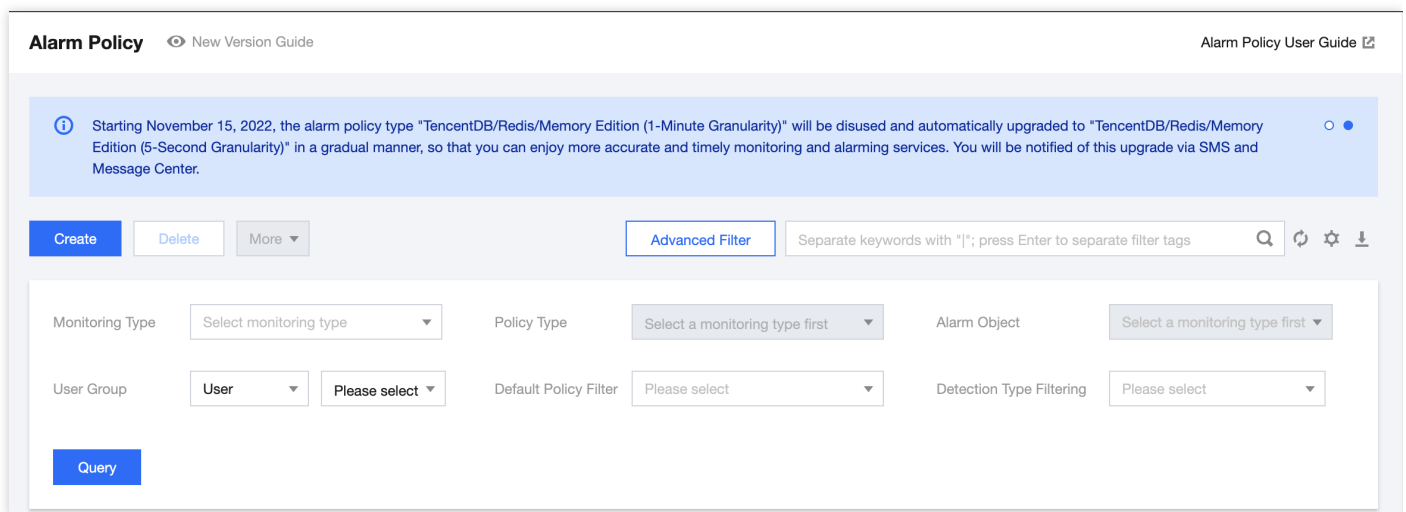 Alarm Policy New Version Guide Alarm Policy User Guide
Starting November 15, 2022, the alarm policy type "TencentDB/Redis/Memory Edition (1-Minute Granularity)" will be disused and automatically upgraded to "TencentDB/Redis/Memory
Edition (5-Second Granularity)" in a gradual manner, so that you can enjoy more accurate and timely monitoring and alarming services. You will be notified of this upgrade via SMS and
Message Center.
Create Delete More Advanced Filter Separate keywords with "|"; press Enter to separate filter tags
Monitoring Type Select monitoring type Policy Type Select a monitoring type first Alarm Object Select a monitoring type first
User Group User Please select Default Policy Filter Please select Detection Type Filtering Please select
Query